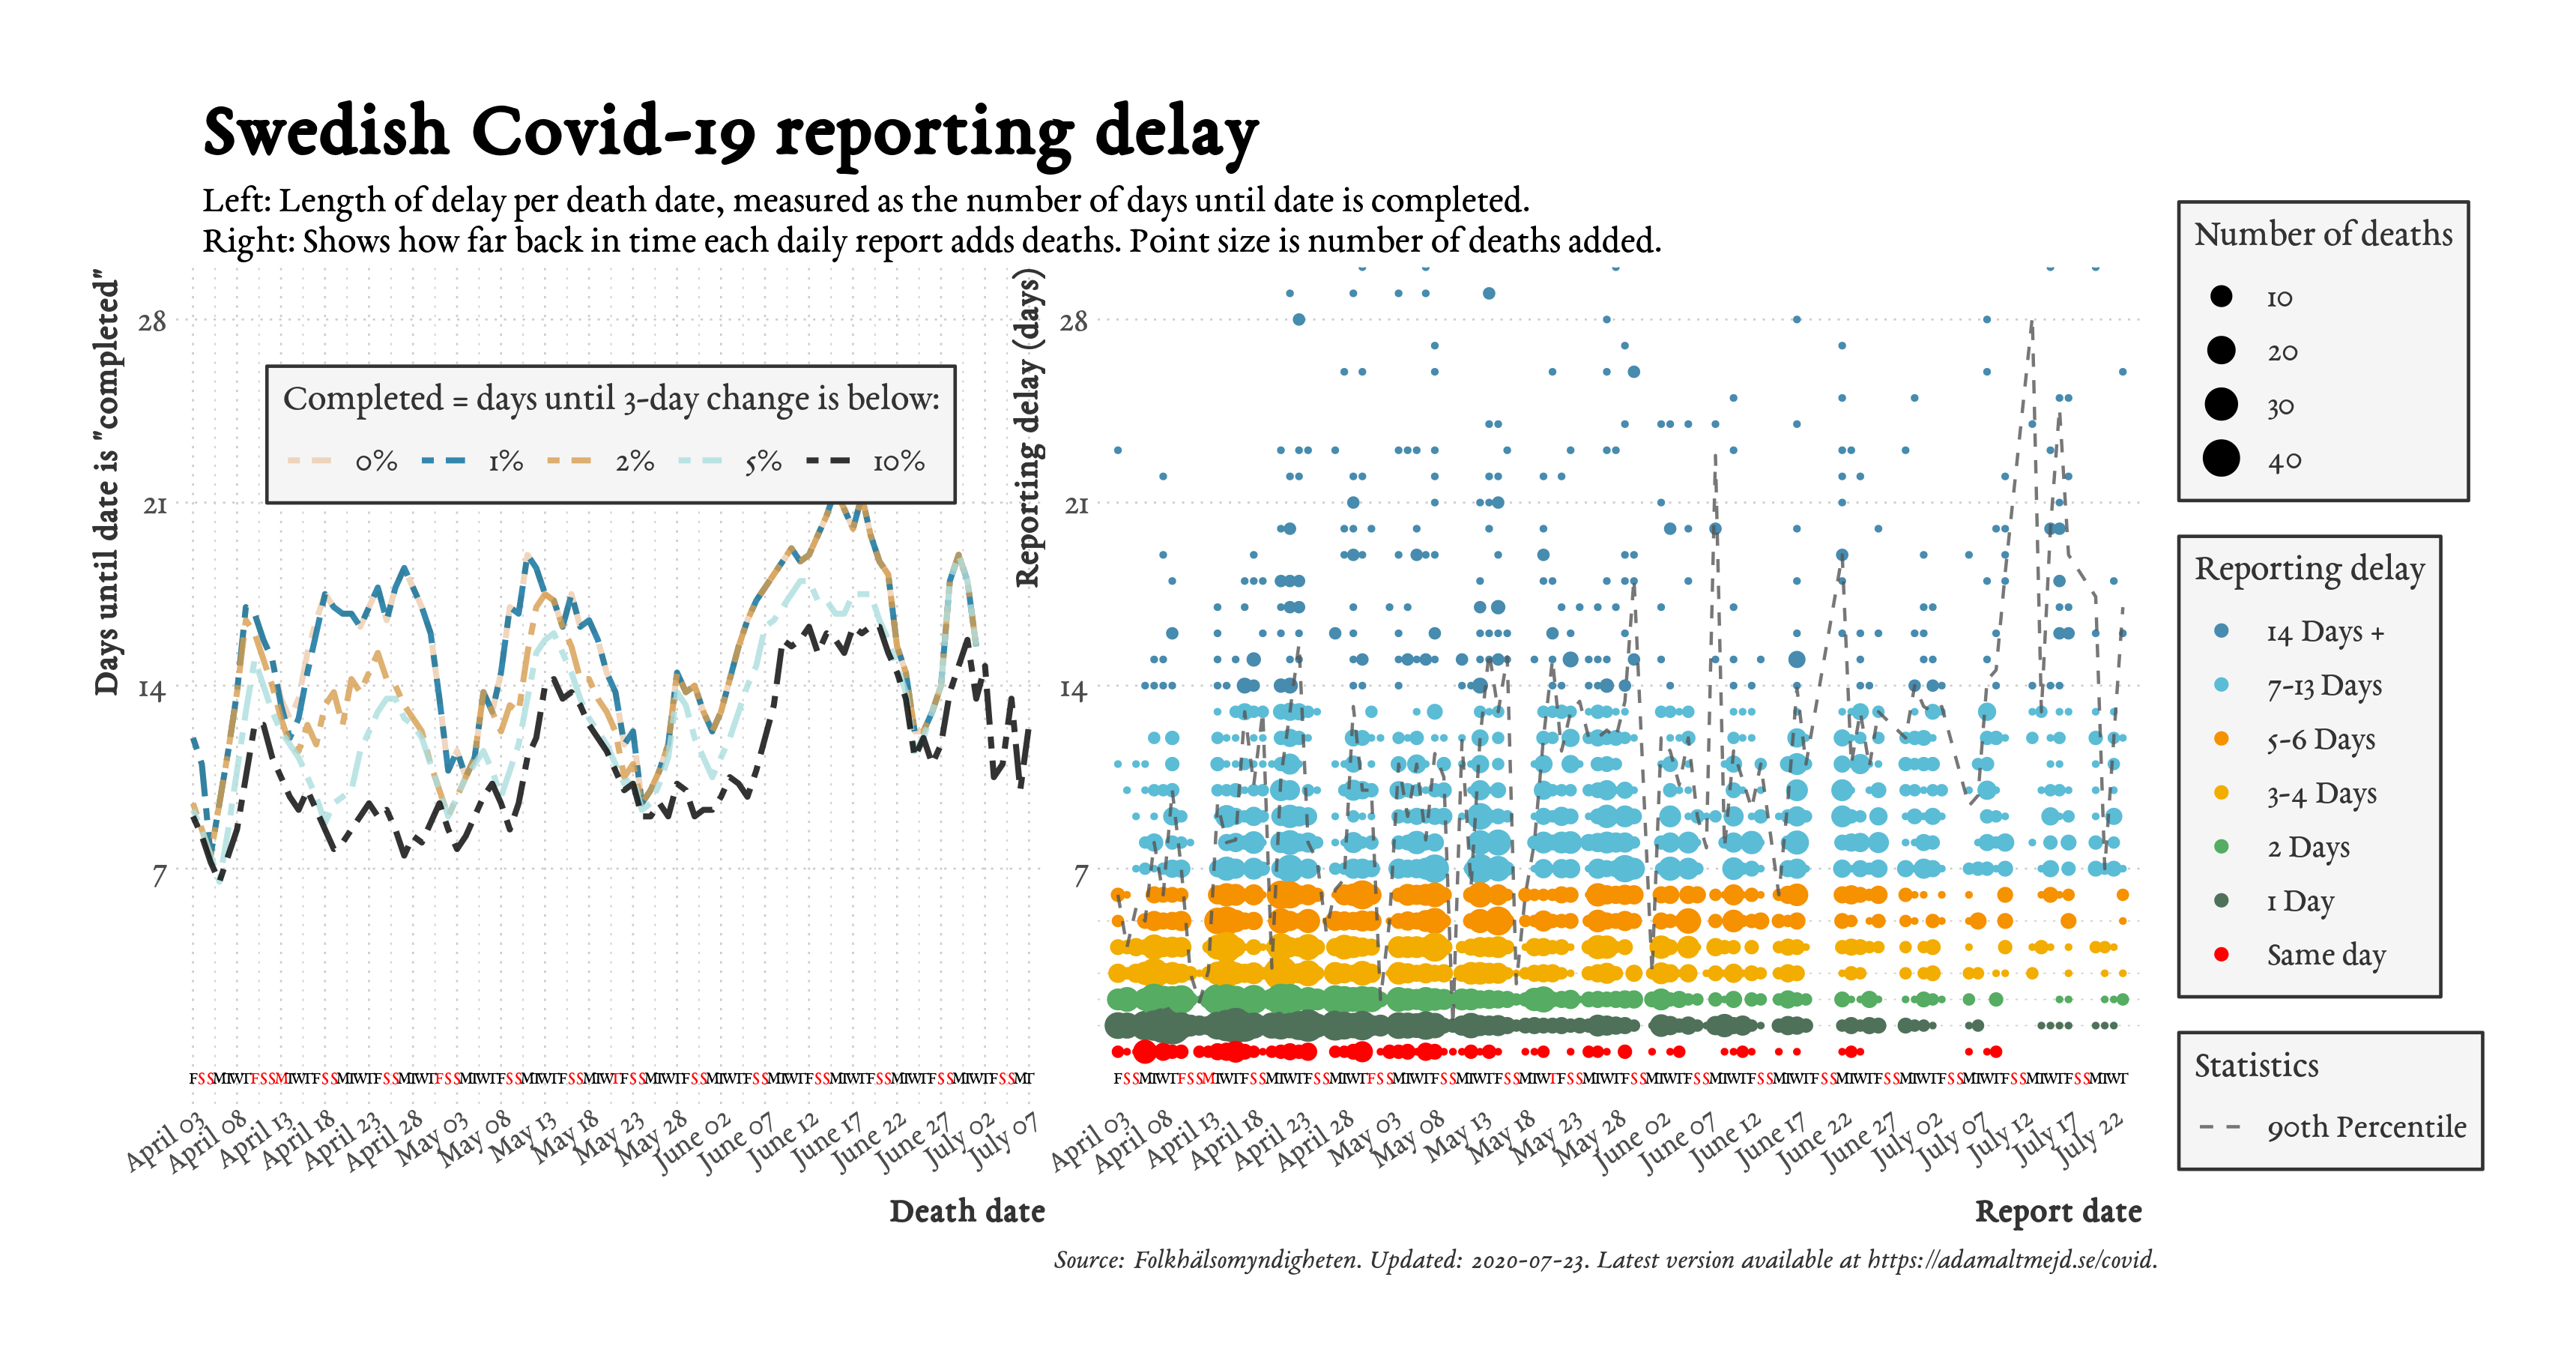 Swedish Covid-19 reporting delay
Left: Length of delay per death date, measured as the number of days until date is completed.
Right: Shows how far back in time each daily report adds deaths. Point size is number of deaths added.
Days until date is "completed"
28
21
14
7
Completed = days until 3-day change is below:
0% 1% 2% 5% 10%
April 03
April 08
April 13
April 18
April 23
April 28
May 03
May 08
May 13
May 18
May 23
May 28
June 02
June 07
June 12
June 17
June 22
June 27
July 02
July 07
Death date
Reporting delay (days)
28
21
14
7
April 03
April 08
April 13
April 18
April 23
April 28
May 03
May 08
May 13
May 18
May 23
May 28
June 02
June 07
June 12
June 17
June 22
June 27
July 02
July 07
July 12
July 17
July 22
Report date
Number of deaths
10
20
30
40
Reporting delay
14 Days +
7-13 Days
5-6 Days
3-4 Days
2 Days
1 Day
Same day
Statistics
90th Percentile
Source: Folkhälsomyndigheten. Updated: 2020-07-23. Latest version available at https://adamaltmejd.se/covid.